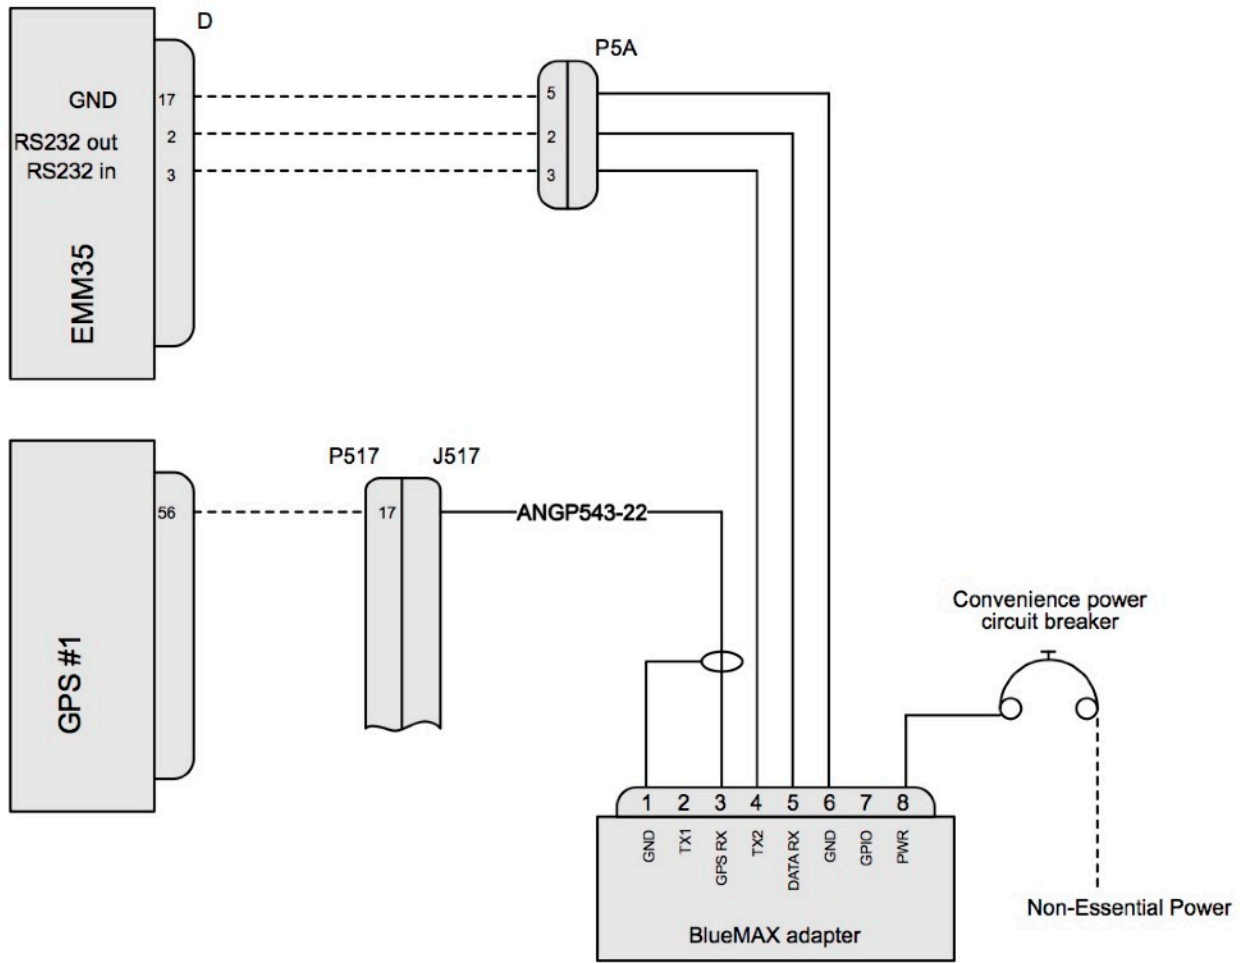 D
P5A
GND 17 5
RS232 out 2 2
RS232 in 3 3
EMM35
P517 J517
56 17 ANGP543-22
GPS #1
Convenience power
circuit breaker
1 2 3 4 5 6 7 8
GND TX1 GPS RX TX2 DATA RX GND GPIO PWR
Non-Essential Power
BlueMAX adapter